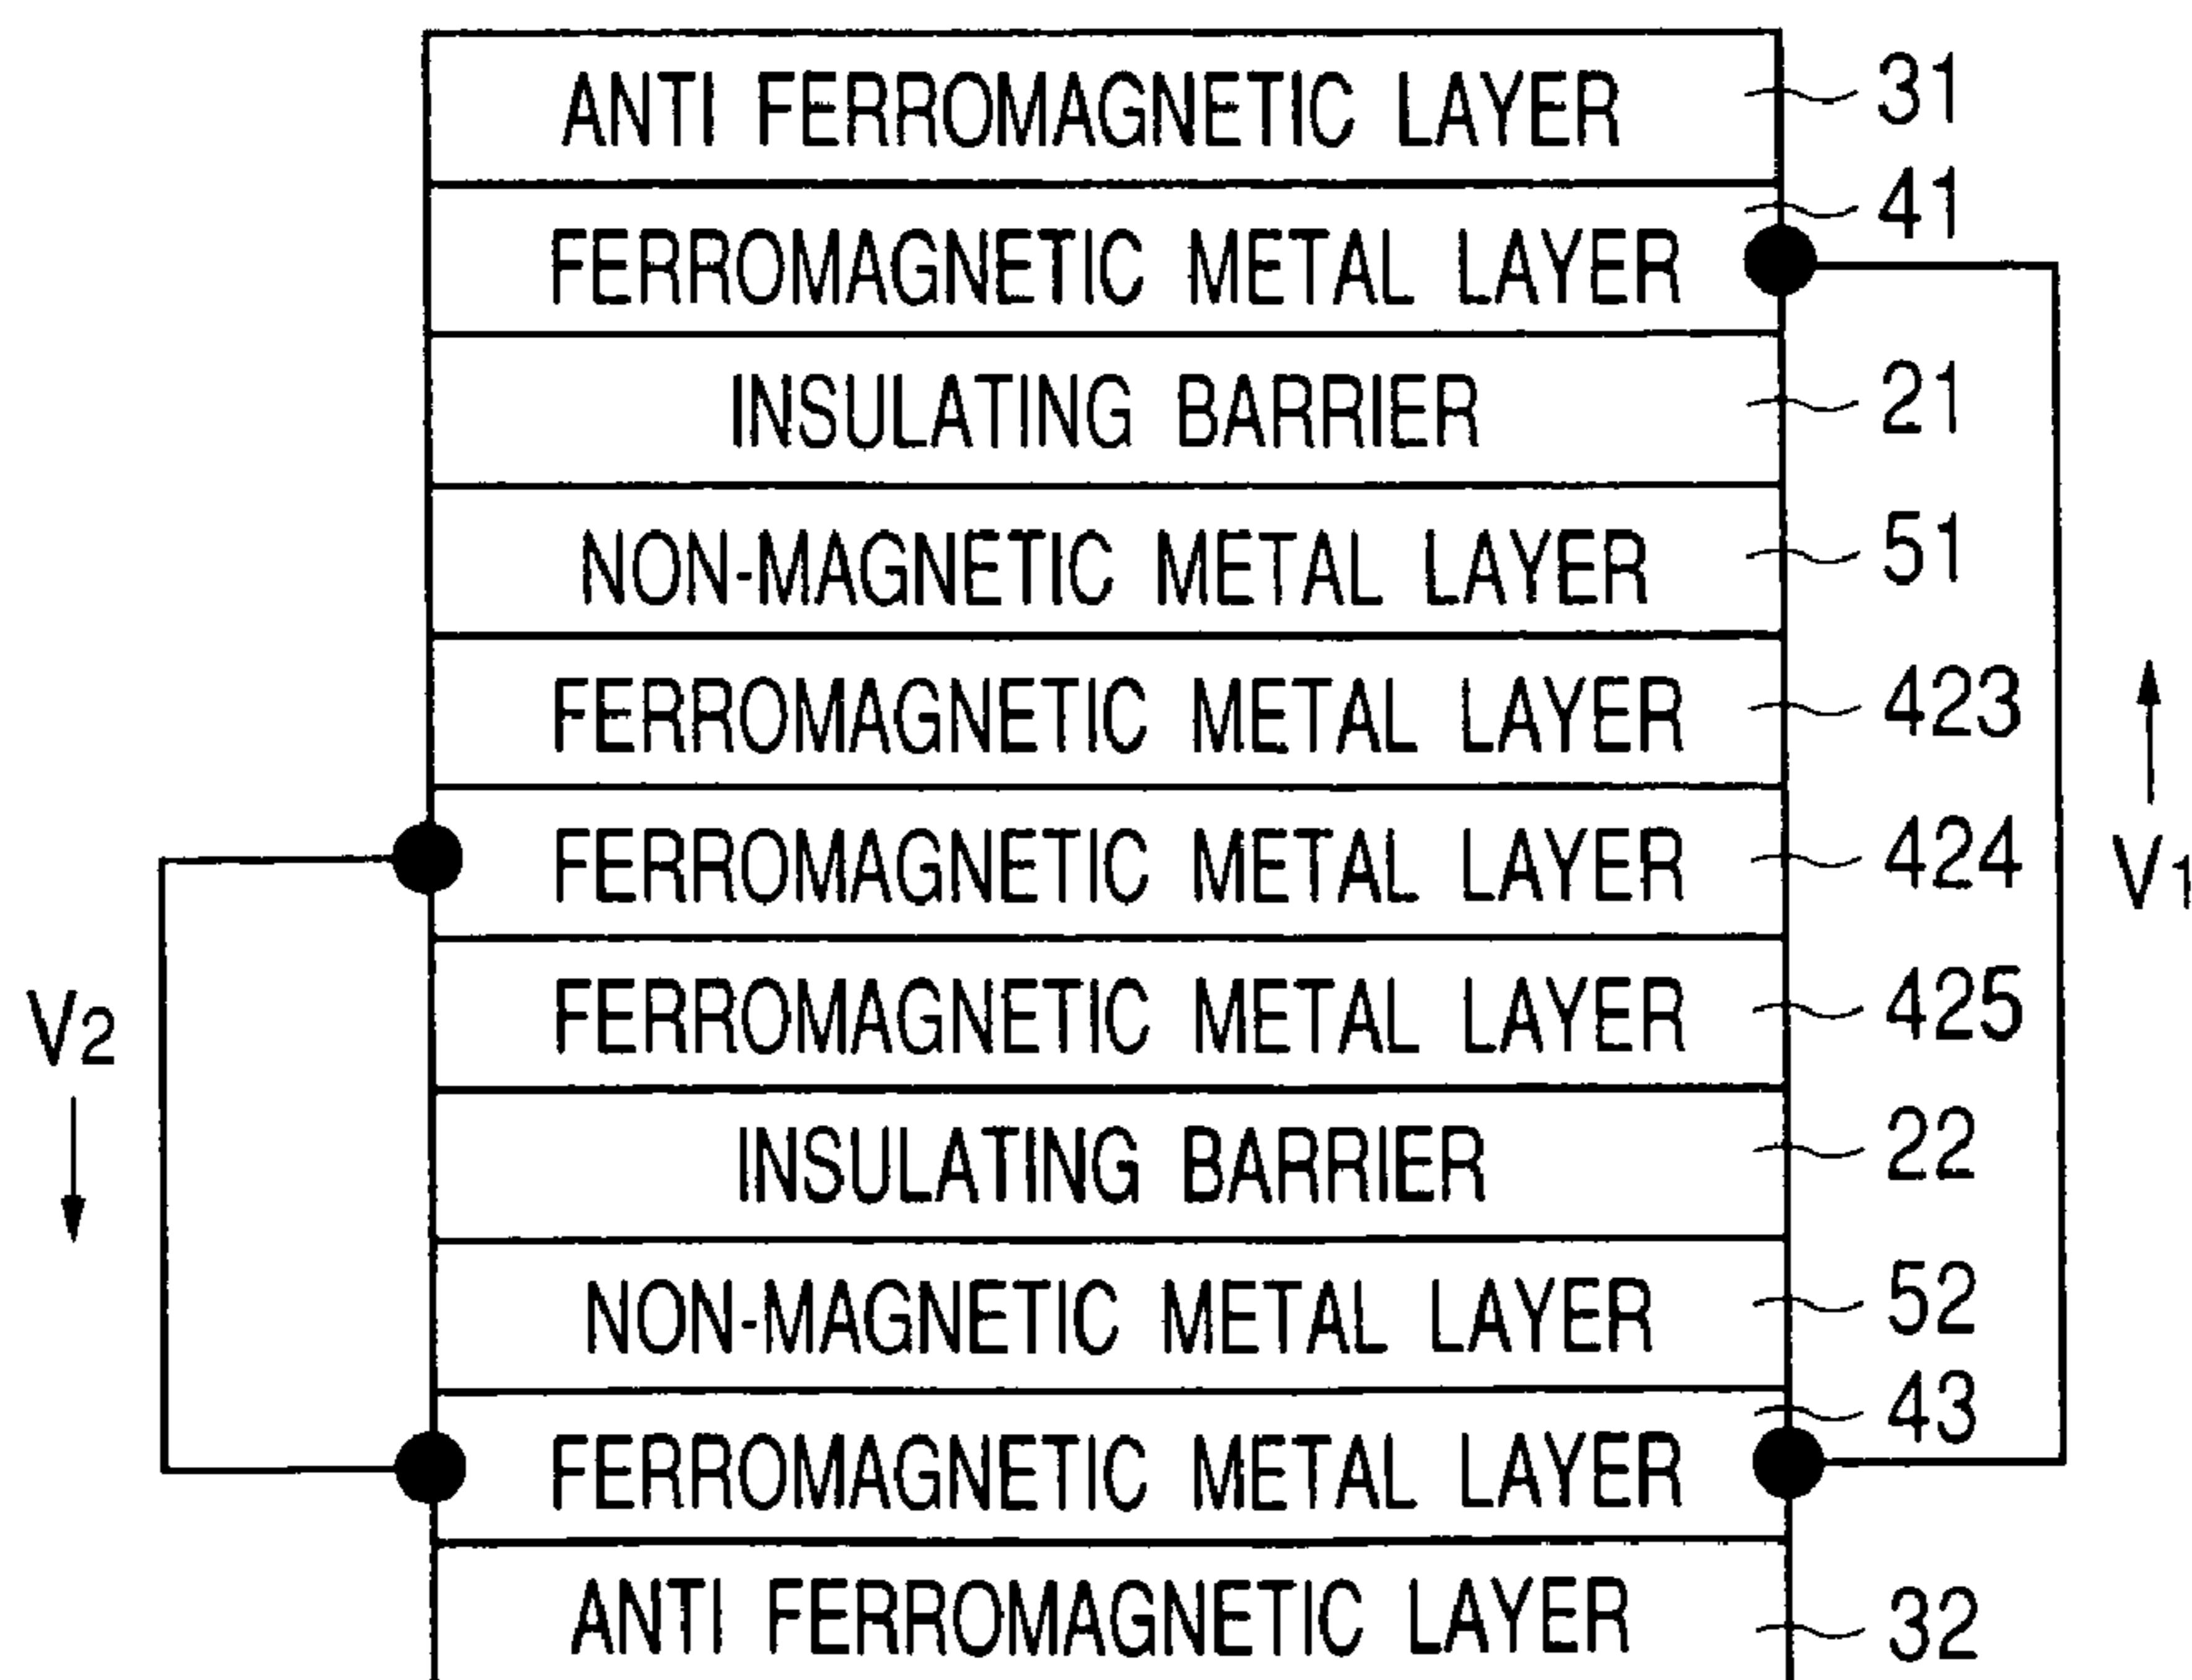 ANTI FERROMAGNETIC LAYER 31
FERROMAGNETIC METAL LAYER 41
INSULATING BARRIER 21
NON-MAGNETIC METAL LAYER 51
FERROMAGNETIC METAL LAYER 423
FERROMAGNETIC METAL LAYER 424
V1
FERROMAGNETIC METAL LAYER 425
V2
INSULATING BARRIER 22
NON-MAGNETIC METAL LAYER 52
FERROMAGNETIC METAL LAYER 43
ANTI FERROMAGNETIC LAYER 32